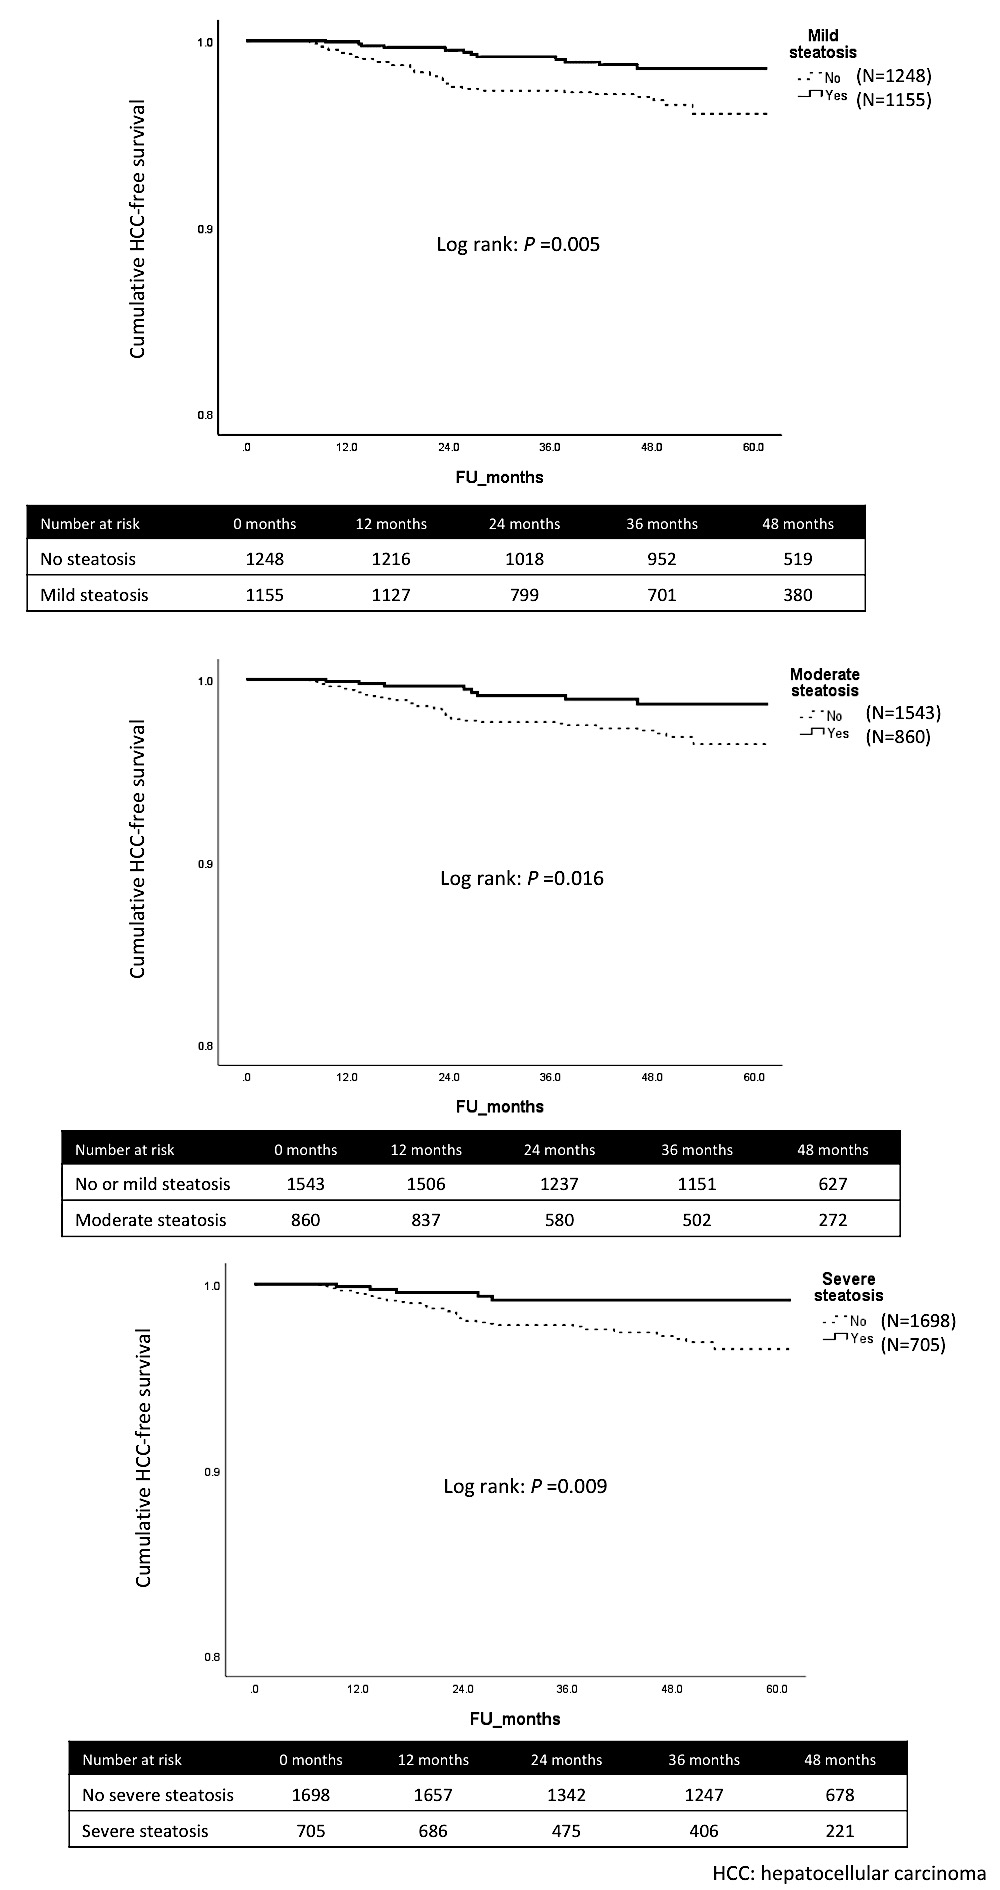 Mild
steatosis
No (N=1248)
Yes (N=1155)
1.0
0.9
0.8
Cumulative HCC-free survival
Log rank: P =0.005
.0 12.0 24.0 36.0 48.0 60.0
FU_months
Number at risk 0 months 12 months 24 months 36 months 48 months
No steatosis 1248 1216 1018 952 519
Mild steatosis 1155 1127 799 701 380
Moderate
steatosis
No (N=1543)
Yes (N=860)
1.0
0.9
0.8
Cumulative HCC-free survival
Log rank: P =0.016
.0 12.0 24.0 36.0 48.0 60.0
FU_months
Number at risk 0 months 12 months 24 months 36 months 48 months
No or mild steatosis 1543 1506 1237 1151 627
Moderate steatosis 860 837 580 502 272
Severe
steatosis
No (N=1698)
Yes (N=705)
1.0
0.9
0.8
Cumulative HCC-free survival
Log rank: P =0.009
.0 12.0 24.0 36.0 48.0 60.0
FU_months
Number at risk 0 months 12 months 24 months 36 months 48 months
No severe steatosis 1698 1657 1342 1247 678
Severe steatosis 705 686 475 406 221
HCC: hepatocellular carcinoma